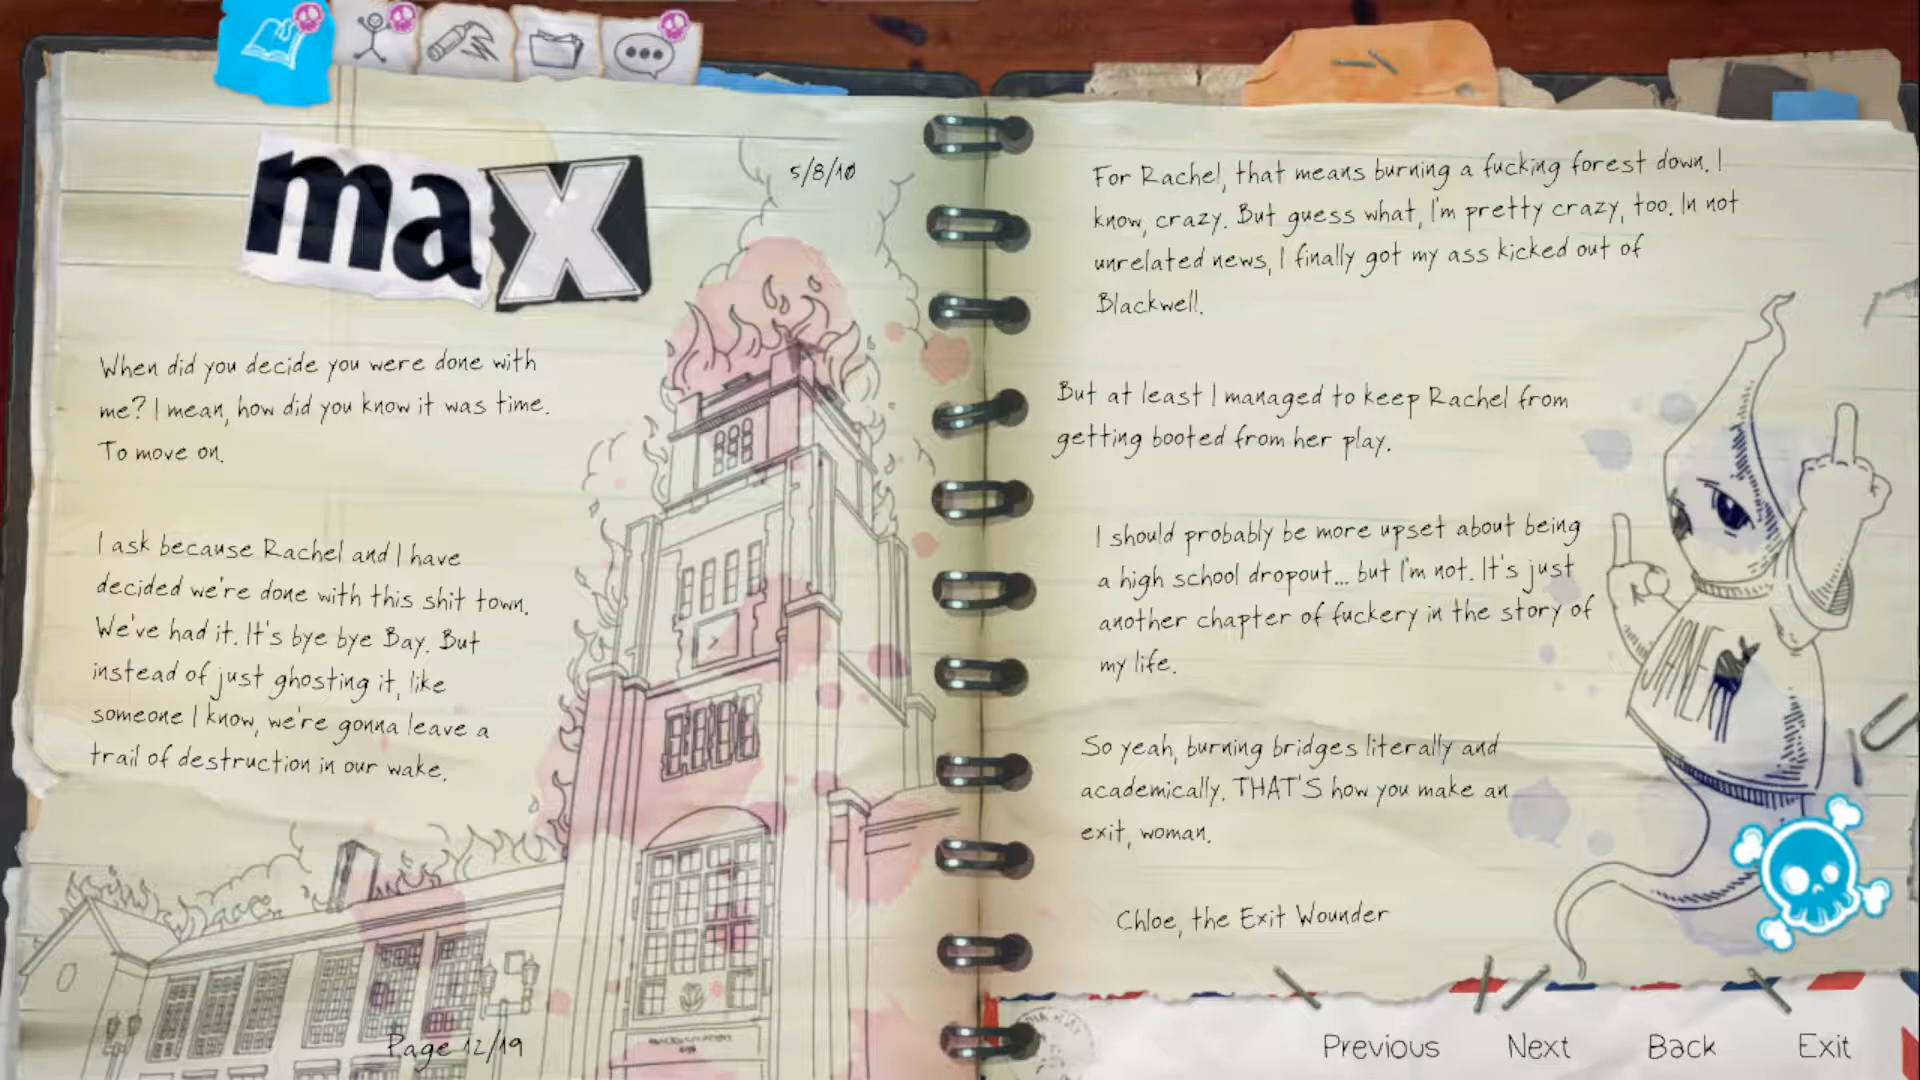 max
5/8/10
When did you decide you were done with
me? I mean, how did you know it was time.
To move on.
I ask because Rachel and I have
decided we're done with this shit town.
We've had it. It's bye bye Bay. But
instead of just ghosting it, like
someone I know, we're gonna leave a
trail of destruction in our wake.
Page 12/19
For Rachel, that means burning a fucking forest down. I
know, crazy. But guess what, I'm pretty crazy, too. In not
unrelated news, I finally got my ass kicked out of
Blackwell.
But at least I managed to keep Rachel from
getting booted from her play.
I should probably be more upset about being
a high school dropout... but I'm not. It's just
another chapter of fuckery in the story of
my life.
So yeah, burning bridges literally and
academically. THAT'S how you make an
exit, woman.
Chloe, the Exit Wounder
JANE
Previous
Next
Back
Exit